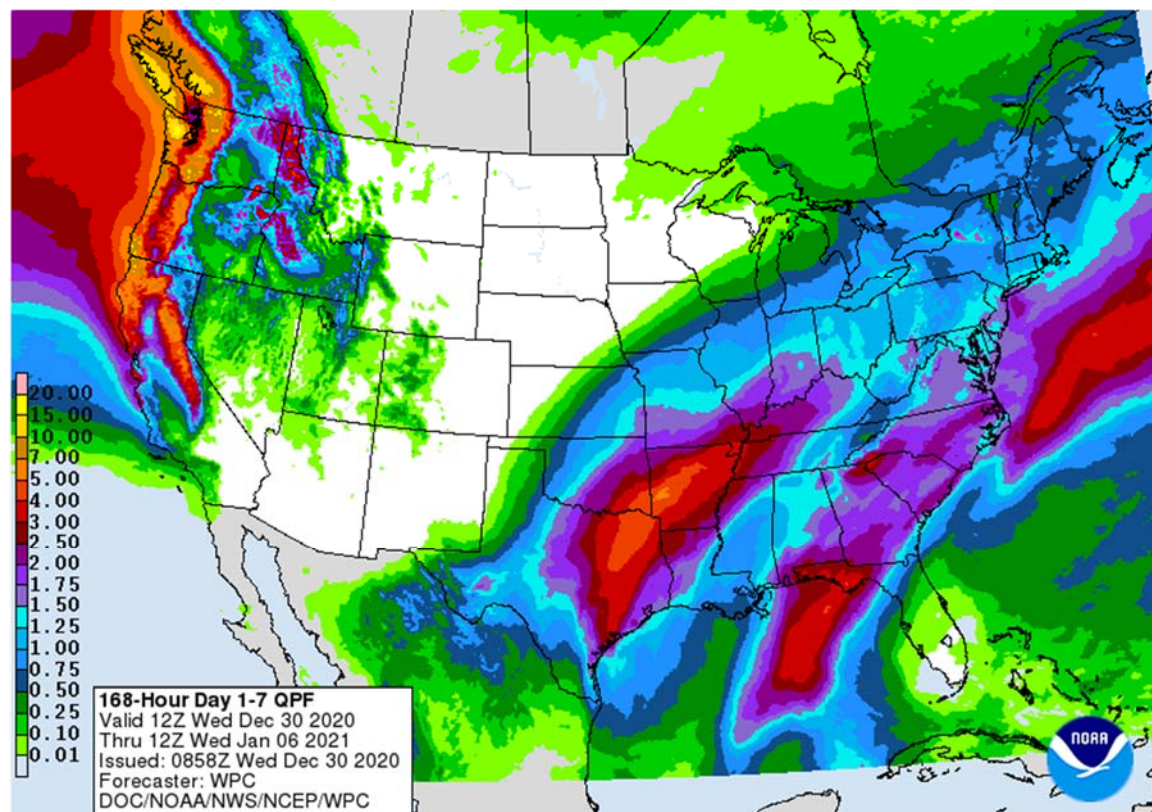 20.00
15.00
10.00
7.00
5.00
4.00
3.00
2.50
2.00
1.75
1.50
1.25
1.00
0.75
0.50
0.25
0.10
0.01
168-Hour Day 1-7 QPF
Valid 12Z Wed Dec 30 2020
Thru 12Z Wed Jan 06 2021
Issued: 0858Z Wed Dec 30 2020
Forecaster: WPC
DOC/NOAA/NWS/NCEP/WPC
NOAA